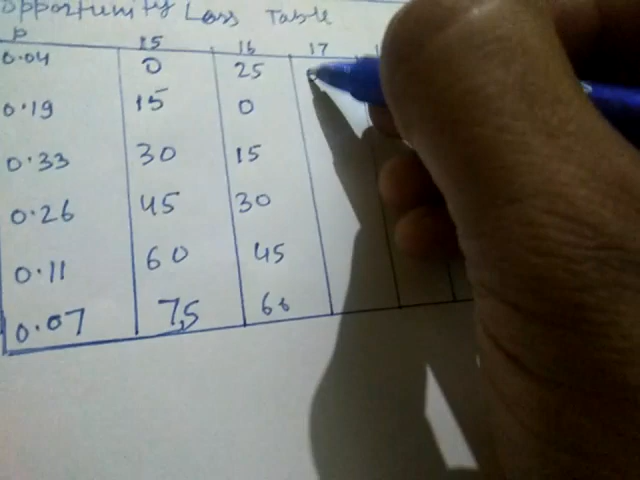 Opportunity Loss Table
P 15 16 17
0.04 0 25
0.19 15 0
0.33 30 15
0.26 45 30
0.11 60 45
0.07 75 60